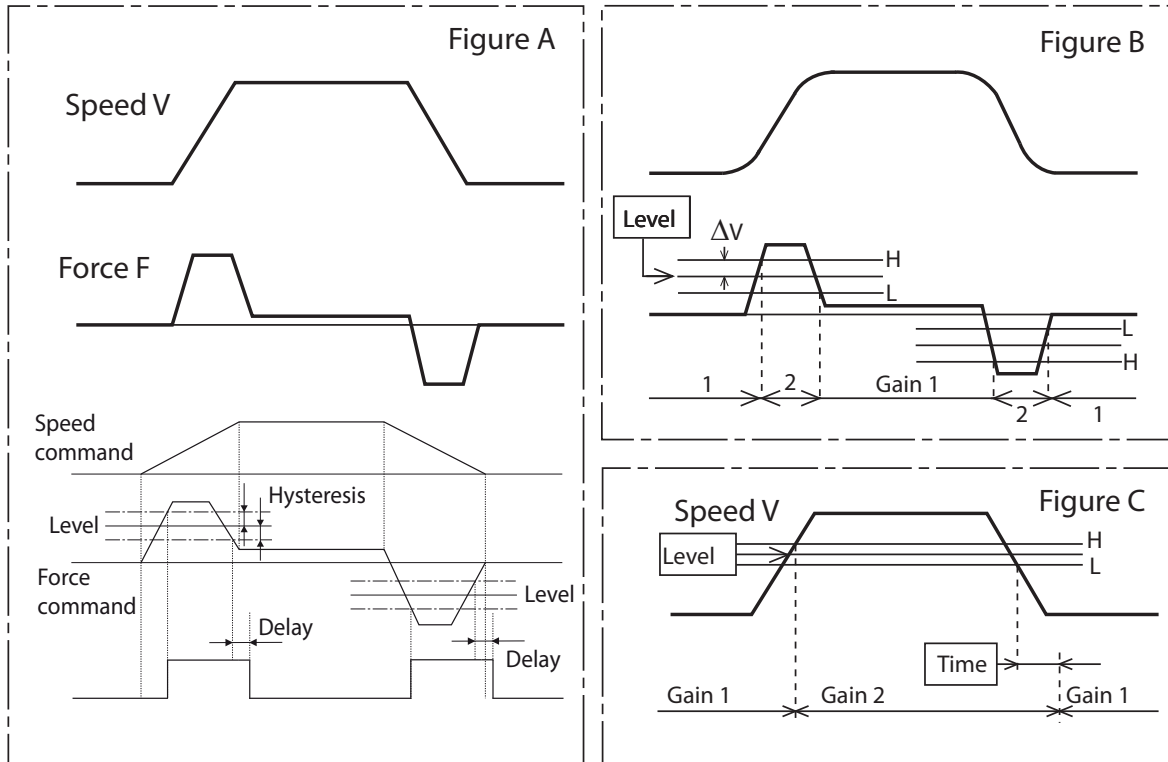 Figure A
Speed V
Force F
Speed
command
Hysteresis
Level
Force
command
Level
Delay
Delay
Figure B
Level
ΔV
H
L
L
H
1
2
Gain 1
2
1
Figure C
Speed V
H
Level
L
Time
Gain 1
Gain 2
Gain 1